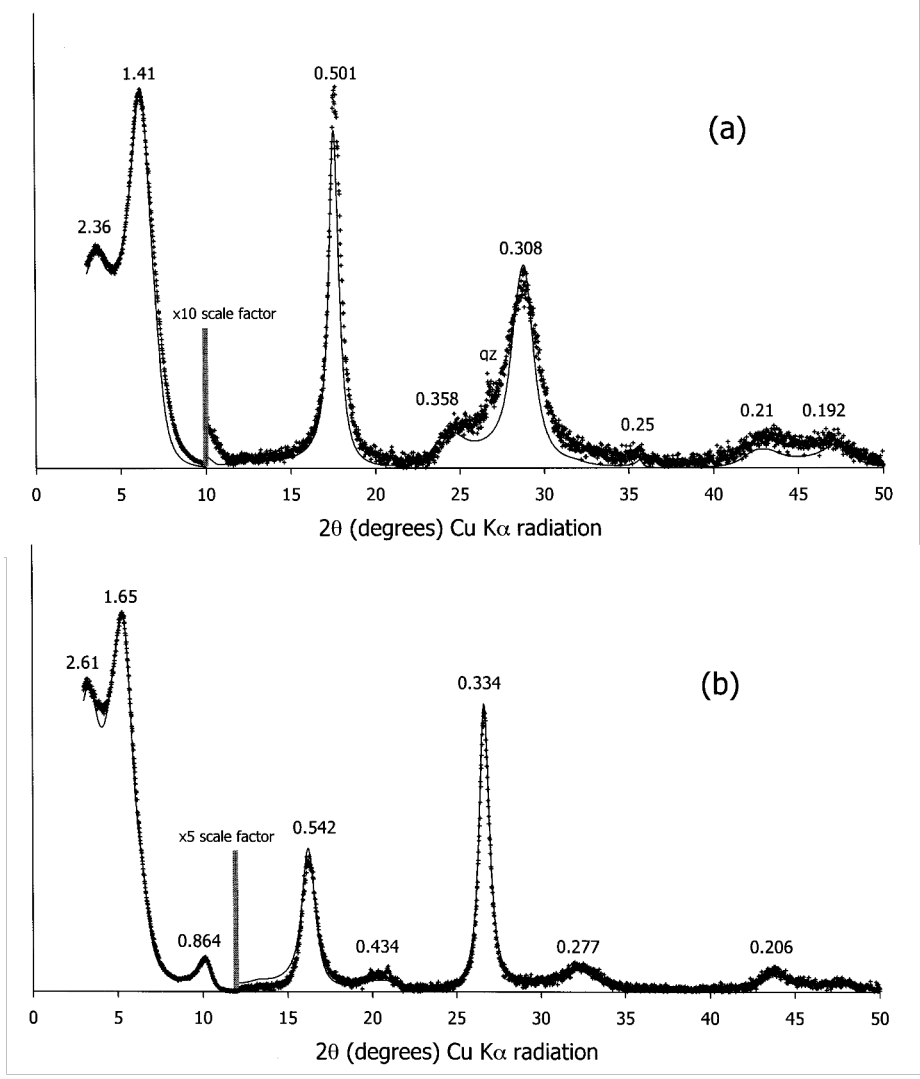 1.41
0.501
(a)
2.36
0.308
x10 scale factor
qz
0.358
0.25
0.21
0.192
0 5 10 15 20 25 30 35 40 45 50
2θ (degrees) Cu Kα radiation
1.65
2.61
0.334
(b)
x5 scale factor
0.542
0.864
0.434
0.277
0.206
0 5 10 15 20 25 30 35 40 45 50
2θ (degrees) Cu Kα radiation